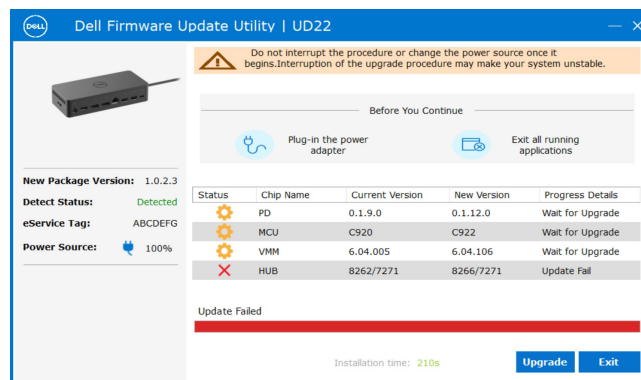 DELL
Dell Firmware Update Utility | UD22
Do not interrupt the procedure or change the power source once it
begins.Interruption of the upgrade procedure may make your system unstable.
Before You Continue
Plug-in the power
adapter
Exit all running
applications
New Package Version: 1.0.2.3
Detect Status: Detected
eService Tag: ABCDEFG
Power Source: 100%
Status Chip Name Current Version New Version Progress Details
PD 0.1.9.0 0.1.12.0 Wait for Upgrade
MCU C920 C922 Wait for Upgrade
VMM 6.04.005 6.04.106 Wait for Upgrade
HUB 8262/7271 8266/7271 Update Fail
Update Failed
Installation time: 210s
Upgrade
Exit